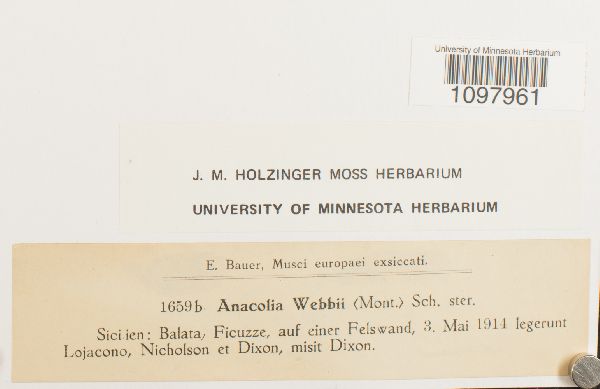 University of Minnesota Herbarium
1097961
J. M. HOLZINGER MOSS HERBARIUM
UNIVERSITY OF MINNESOTA HERBARIUM
E. Bauer, Musci europaei exsiccati.
1659b Anacolia Webbii (Mont.) Sch. ster.
Sicilien: Balata, Ficuzze, auf einer Felswand, 3. Mai 1914 legerunt
Lojacono, Nicholson et Dixon, misit Dixon.